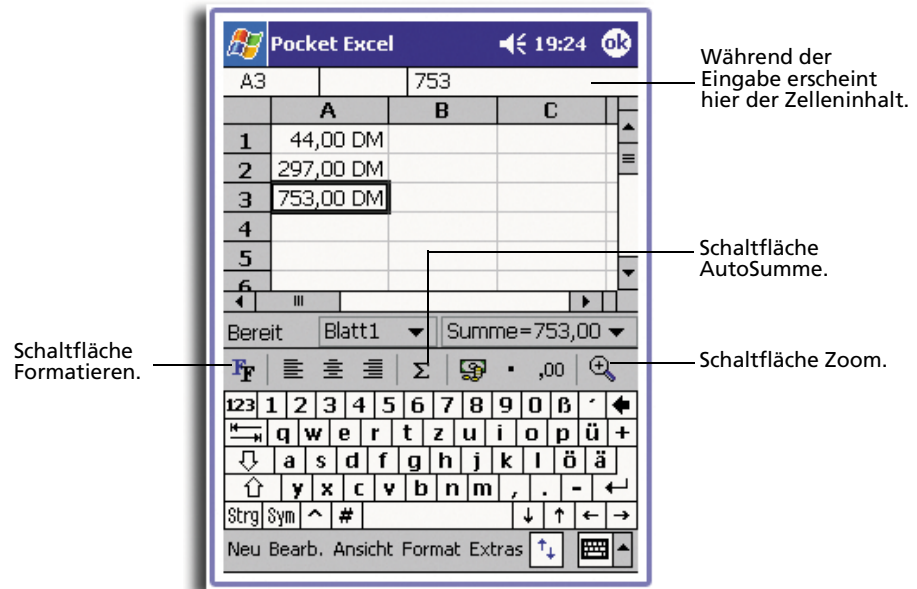 Pocket Excel 19:24 ok
A3 753
A B C
1 44,00 DM
2 297,00 DM
3 753,00 DM
4
5
6
Bereit Blatt1 Summe=753,00
FF Σ ,00
123 1 2 3 4 5 6 7 8 9 0 ß ´
q w e r t z u i o p ü +
a s d f g h j k l ö ä
y x c v b n m , . -
Strg Sym ^ # ↓ ↑ ← →
Neu Bearb. Ansicht Format Extras
Während der
Eingabe erscheint
hier der Zelleninhalt.
Schaltfläche
AutoSumme.
Schaltfläche
Formatieren.
Schaltfläche Zoom.